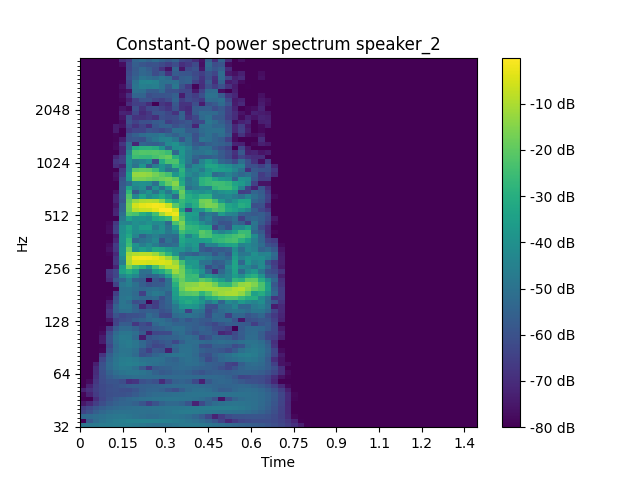 Constant-Q power spectrum speaker_2
Hz
2048
1024
512
256
128
64
32
0 0.15 0.3 0.45 0.6 0.75 0.9 1.1 1.2 1.4
Time
-10 dB
-20 dB
-30 dB
-40 dB
-50 dB
-60 dB
-70 dB
-80 dB